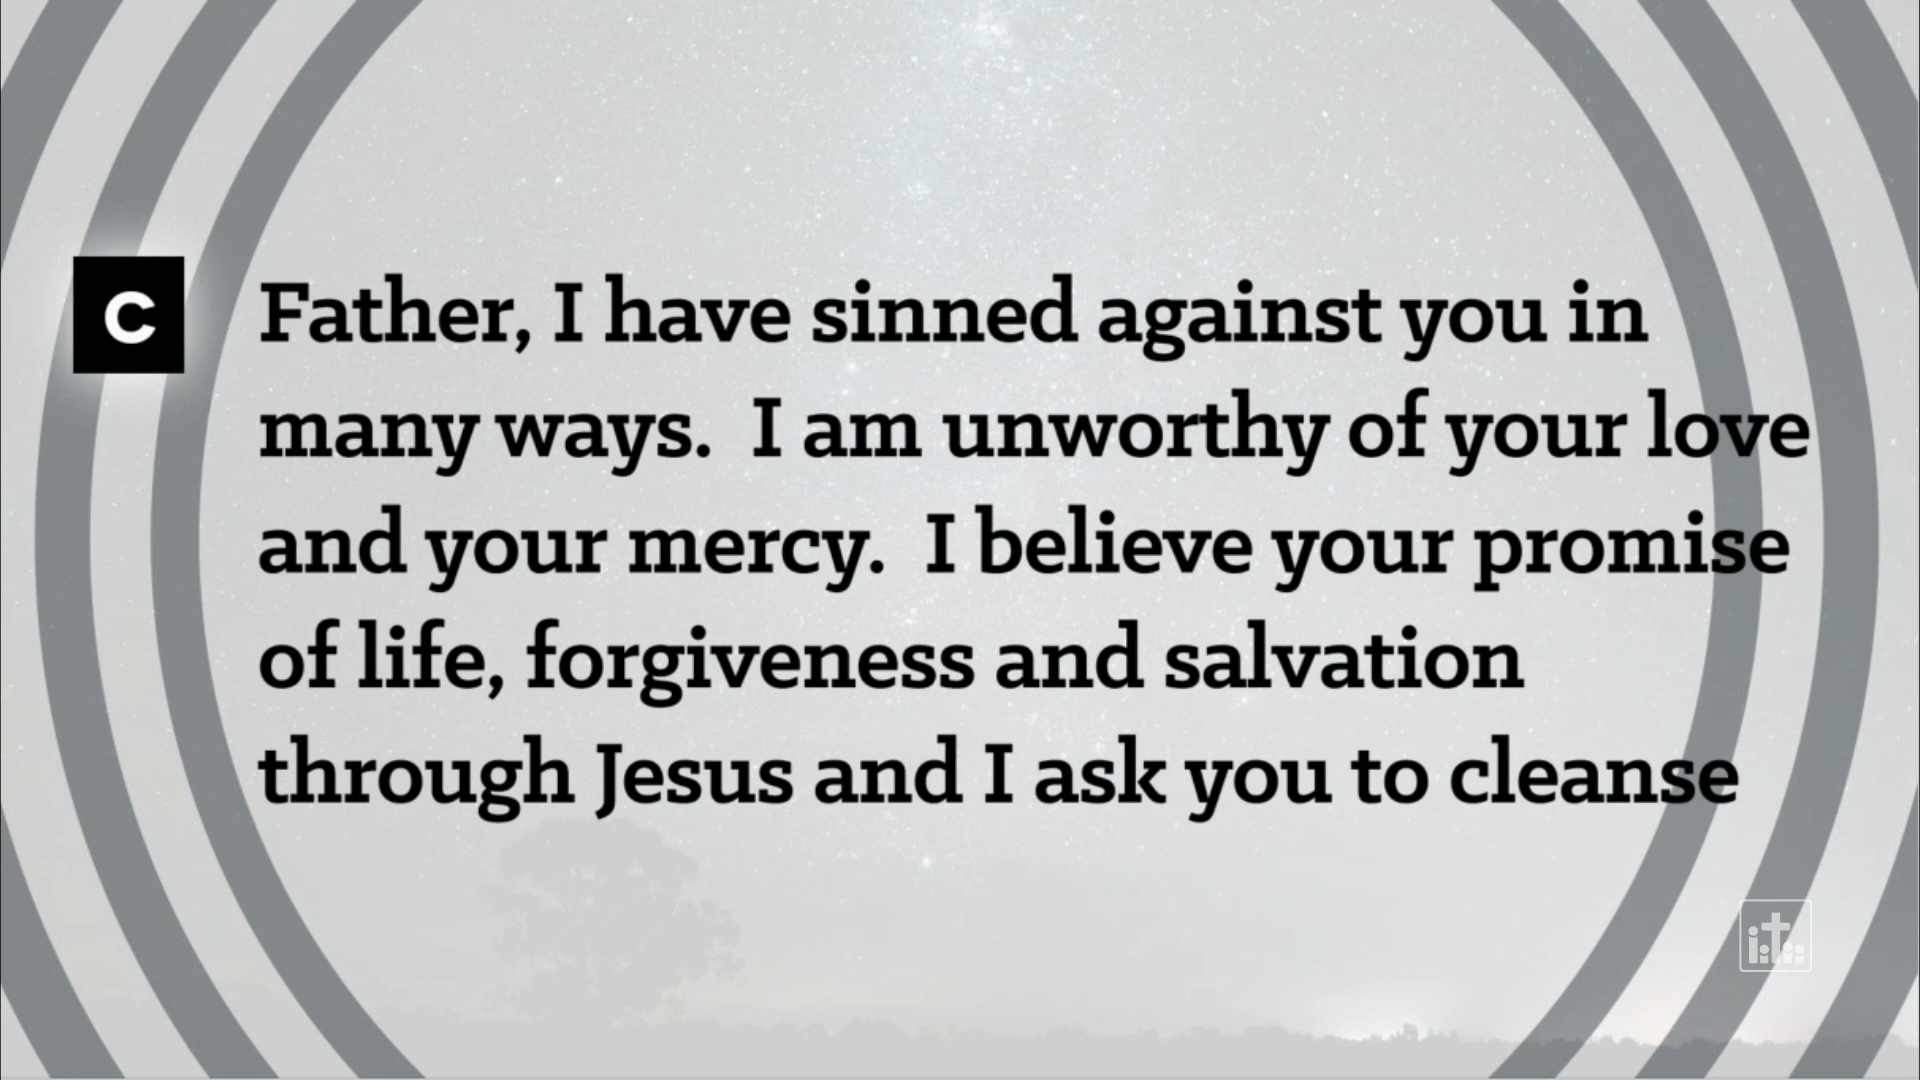 C
Father, I have sinned against you in
many ways.  I am unworthy of your love
and your mercy.  I believe your promise
of life, forgiveness and salvation
through Jesus and I ask you to cleanse